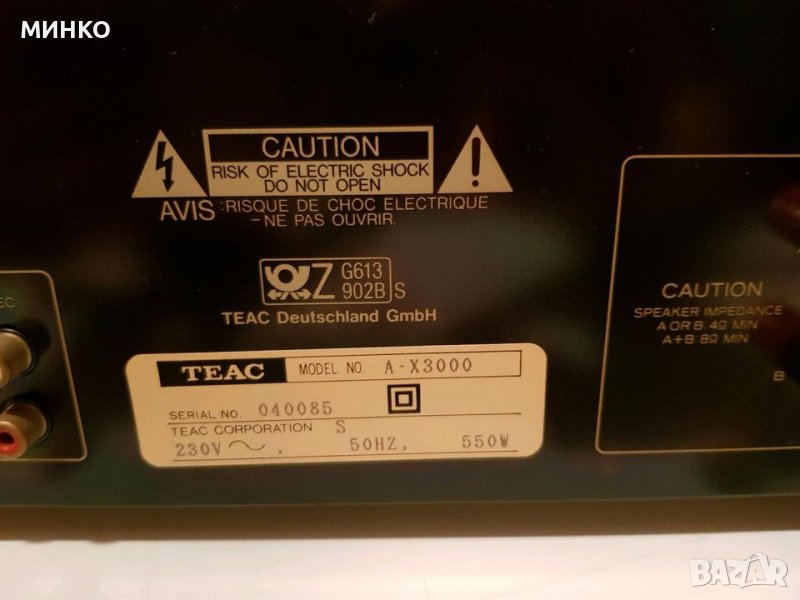 МИНКО
CAUTION
RISK OF ELECTRIC SHOCK
DO NOT OPEN
AVIS :RISQUE DE CHOC ELECTRIQUE
–NE PAS OUVRIR.
Z G613
902B S
TEAC Deutschland GmbH
EC
CAUTION
SPEAKER IMPEDANCE
A OR B 4Ω MIN
A+B 8Ω MIN
B
TEAC MODEL NO. A-X3000
SERIAL NO. 040085
TEAC CORPORATION S
230V ~, 50HZ, 550W
BAZAR